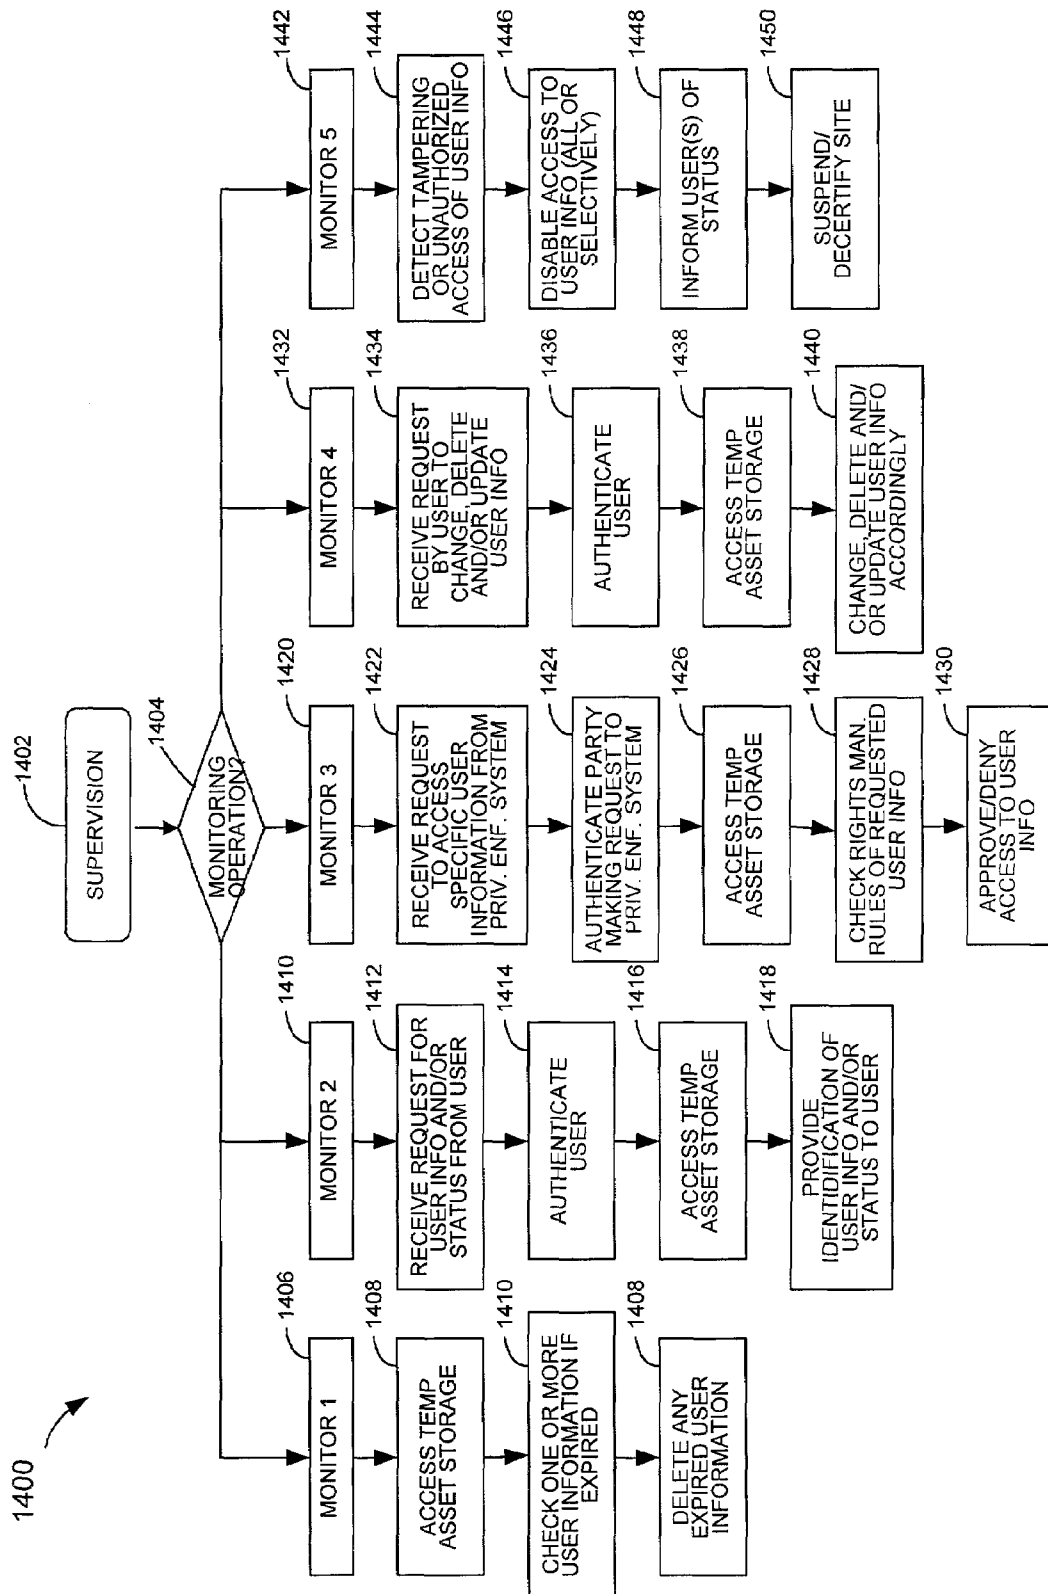 1400
SUPERVISION
1402
MONITORING
OPERATION?
1404
MONITOR 1
1406
ACCESS TEMP
ASSET STORAGE
1408
CHECK ONE OR MORE
USER INFORMATION IF
EXPIRED
1410
DELETE ANY
EXPIRED USER
INFORMATION
1408
MONITOR 2
1410
RECEIVE REQUEST FOR
USER INFO AND/OR
STATUS FROM USER
1412
AUTHENTICATE
USER
1414
ACCESS TEMP
ASSET STORAGE
1416
PROVIDE
IDENTIDIFICATION OF
USER INFO AND/OR
STATUS TO USER
1418
MONITOR 3
1420
RECEIVE REQUEST
TO ACCESS
SPECIFIC USER
INFORMATION FROM
PRIV. ENF. SYSTEM
1422
AUTHENTICATE PARTY
MAKING REQUEST TO
PRIV. ENF. SYSTEM
1424
ACCESS TEMP
ASSET STORAGE
1426
CHECK RIGHTS MAN.
RULES OF REQUESTED
USER INFO
1428
APPROVE/DENY
ACCESS TO USER
INFO
1430
MONITOR 4
1432
RECEIVE REQUEST
BY USER TO
CHANGE, DELETE
AND/OR UPDATE
USER INFO
1434
AUTHENTICATE
USER
1436
ACCESS TEMP
ASSET STORAGE
1438
CHANGE, DELETE AND/
OR UPDATE USER INFO
ACCORDINGLY
1440
MONITOR 5
1442
DETECT TAMPERING
OR UNAUTHORIZED
ACCESS OF USER INFO
1444
DISABLE ACCESS TO
USER INFO (ALL OR
SELECTIVELY)
1446
INFORM USER(S) OF
STATUS
1448
SUSPEND/
DECERTIFY SITE
1450